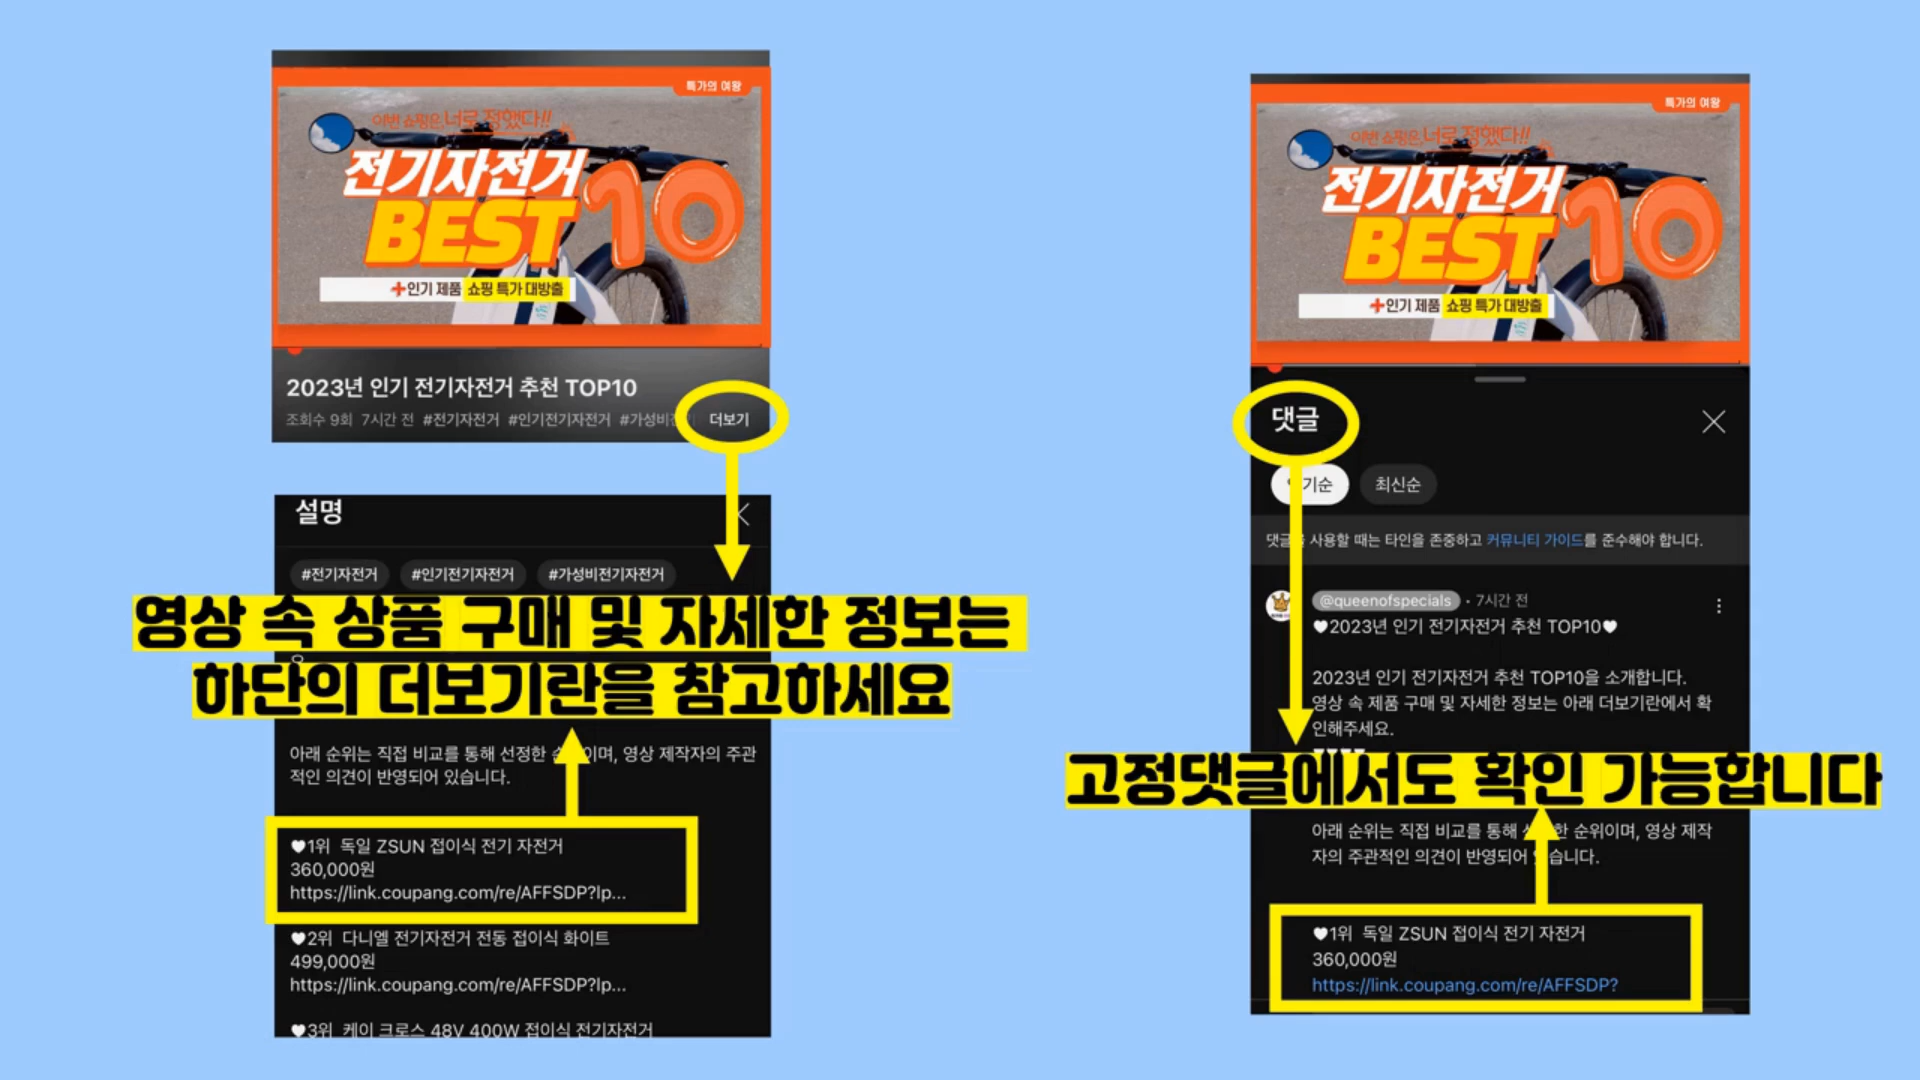 특가의 여왕
이번 쇼핑은, 너로 정했다!!
전기자전거
BEST 10
+인기 제품 쇼핑 특가 대방출
2023년 인기 전기자전거 추천 TOP10
조회수 9회 7시간 전 #전기자전거 #인기전기자전거 #가성비전기 더보기
설명
#전기자전거 #인기전기자전거 #가성비전기자전거
영상 속 상품 구매 및 자세한 정보는
하단의 더보기란을 참고하세요
아래 순위는 직접 비교를 통해 선정한 순위이며, 영상 제작자의 주관
적인 의견이 반영되어 있습니다.
♥1위 독일 ZSUN 접이식 전기 자전거
360,000원
https://link.coupang.com/re/AFFSDP?lp...
♥2위 다니엘 전기자전거 전동 접이식 화이트
499,000원
https://link.coupang.com/re/AFFSDP?lp...
♥3위 케이 크로스 48V 400W 접이식 전기자전거
특가의 여왕
이번 쇼핑은, 너로 정했다!!
전기자전거
BEST 10
+인기 제품 쇼핑 특가 대방출
댓글
인기순 최신순
댓글을 사용할 때는 타인을 존중하고 커뮤니티 가이드를 준수해야 합니다.
@queenofspecials · 7시간 전
♥2023년 인기 전기자전거 추천 TOP10♥
2023년 인기 전기자전거 추천 TOP10을 소개합니다.
영상 속 제품 구매 및 자세한 정보는 아래 더보기란에서 확
인해주세요.
고정댓글에서도 확인 가능합니다
아래 순위는 직접 비교를 통해 선정한 순위이며, 영상 제작
자의 주관적인 의견이 반영되어 있습니다.
♥1위 독일 ZSUN 접이식 전기 자전거
360,000원
https://link.coupang.com/re/AFFSDP?